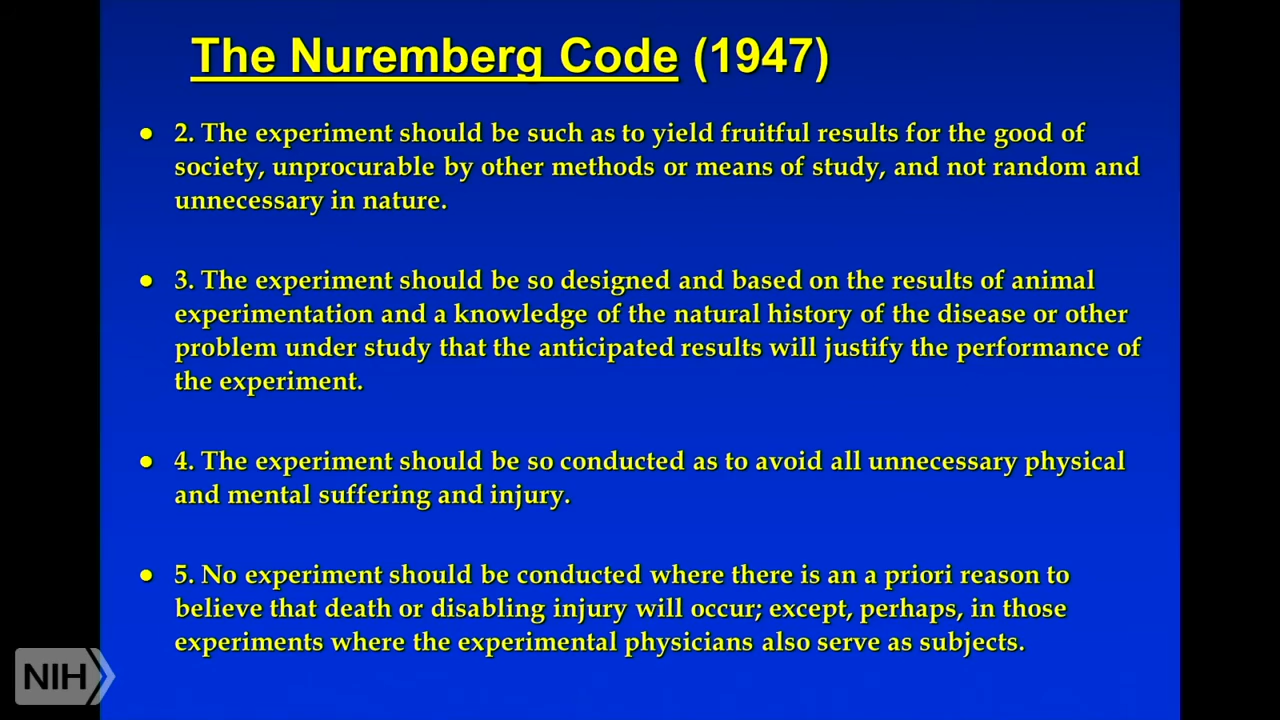 The Nuremberg Code (1947)
● 2. The experiment should be such as to yield fruitful results for the good of
society, unprocurable by other methods or means of study, and not random and
unnecessary in nature.
● 3. The experiment should be so designed and based on the results of animal
experimentation and a knowledge of the natural history of the disease or other
problem under study that the anticipated results will justify the performance of
the experiment.
● 4. The experiment should be so conducted as to avoid all unnecessary physical
and mental suffering and injury.
● 5. No experiment should be conducted where there is an a priori reason to
believe that death or disabling injury will occur; except, perhaps, in those
experiments where the experimental physicians also serve as subjects.
NIH